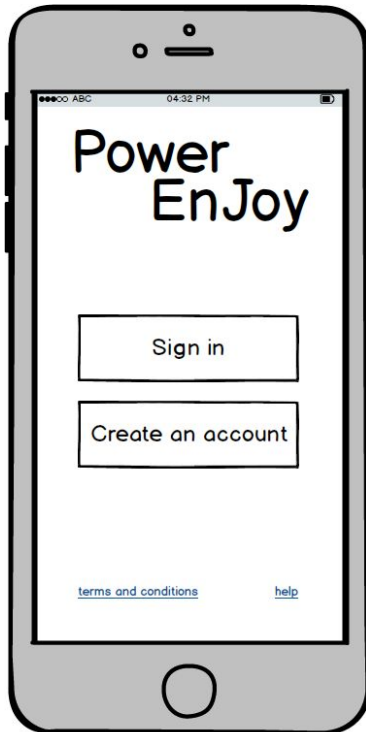 ●●●○○ ABC 04:32 PM
Power
EnJoy
Sign in
Create an account
terms and conditions help